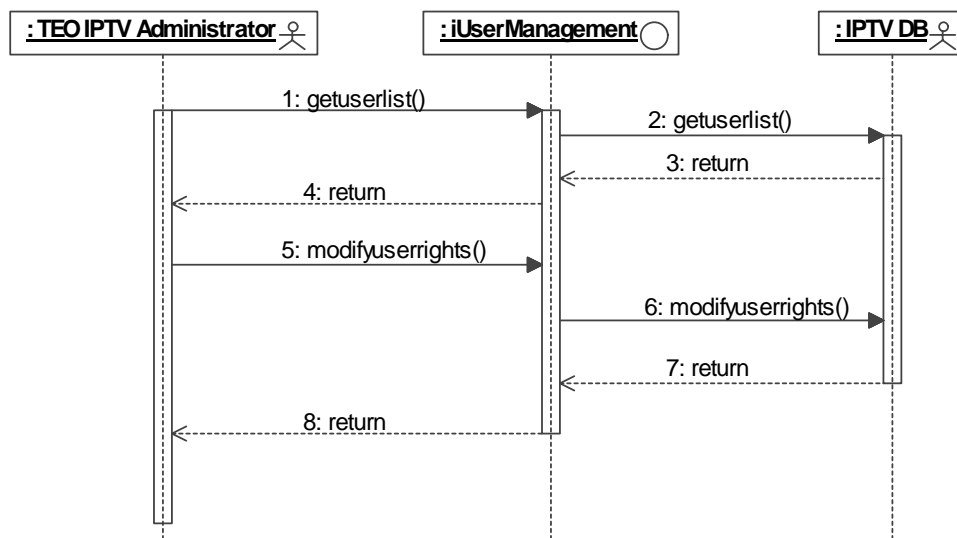 : TEO IPTV Administrator
: iUserManagement
: IPTV DB
1: getuserlist()
2: getuserlist()
3: return
4: return
5: modifyuserrights()
6: modifyuserrights()
7: return
8: return